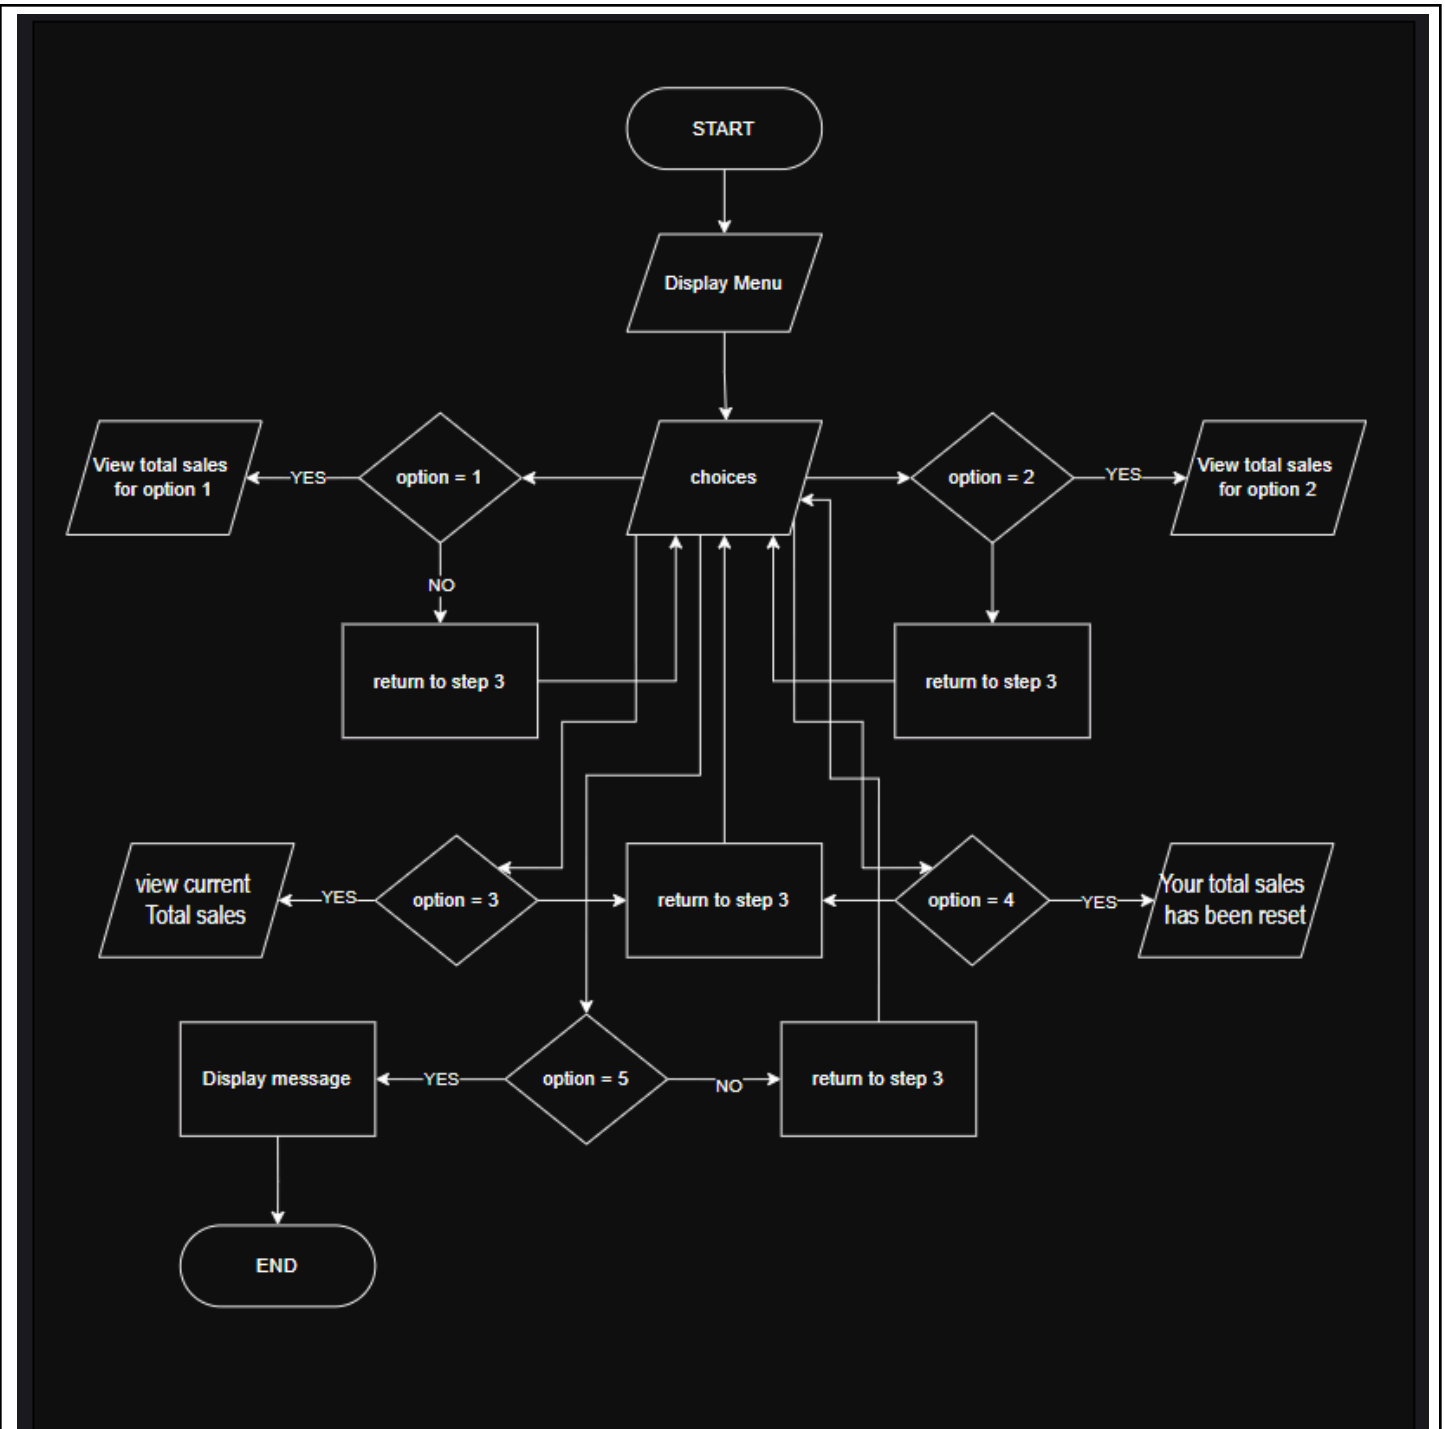 START
Display Menu
View total sales
for option 1
YES
option = 1
choices
option = 2
YES
View total sales
for option 2
NO
return to step 3
return to step 3
view current
Total sales
YES
option = 3
return to step 3
option = 4
YES
Your total sales
has been reset
Display message
YES
option = 5
NO
return to step 3
END